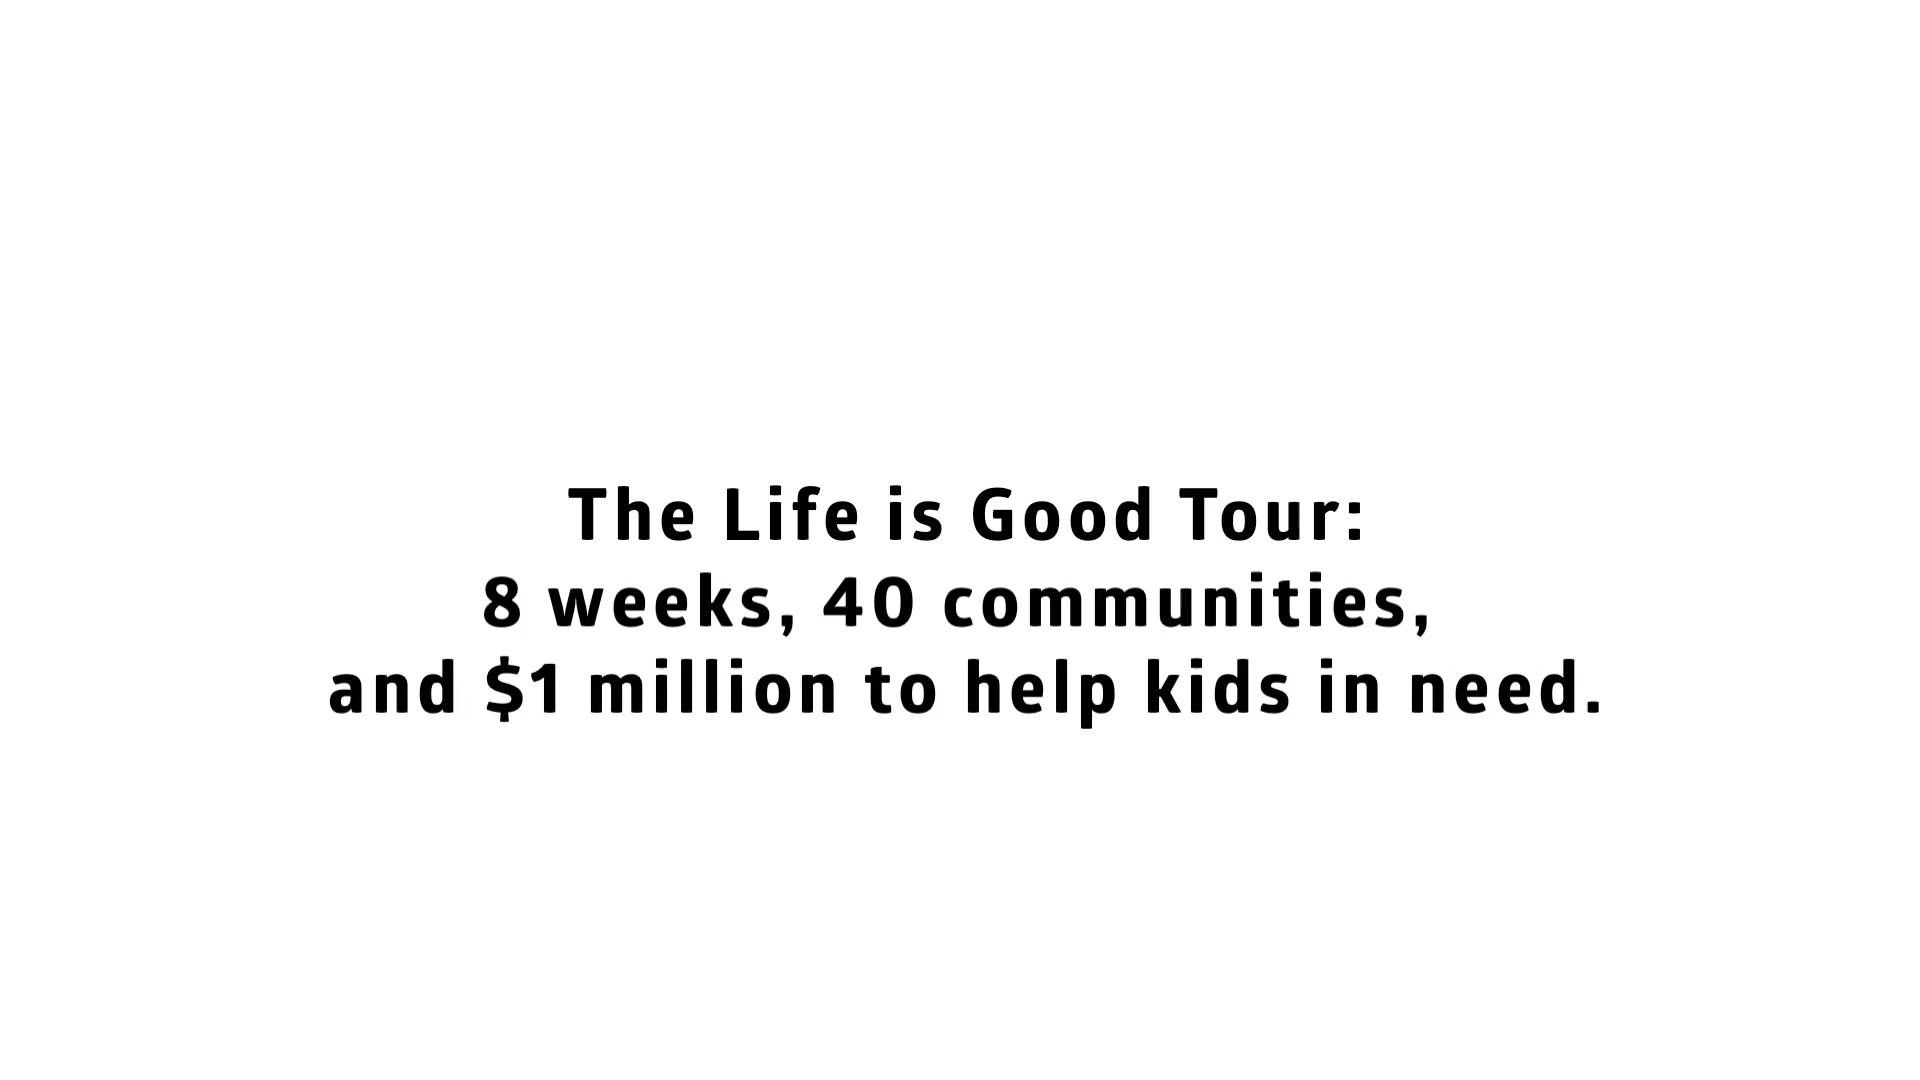 The Life is Good Tour:
8 weeks, 40 communities,
and $1 million to help kids in need.